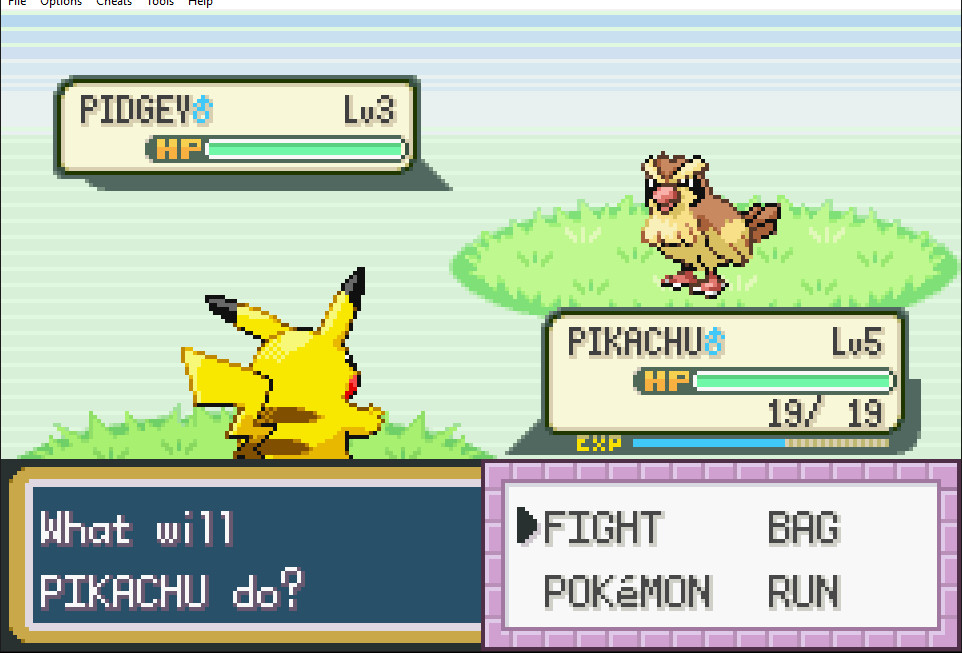 File Options Cheats Tools Help
PIDGEY♂ Lv3
HP
PIKACHU♂ Lv5
HP
19/ 19
EXP
What will
PIKACHU do?
FIGHT BAG
POKéMON RUN